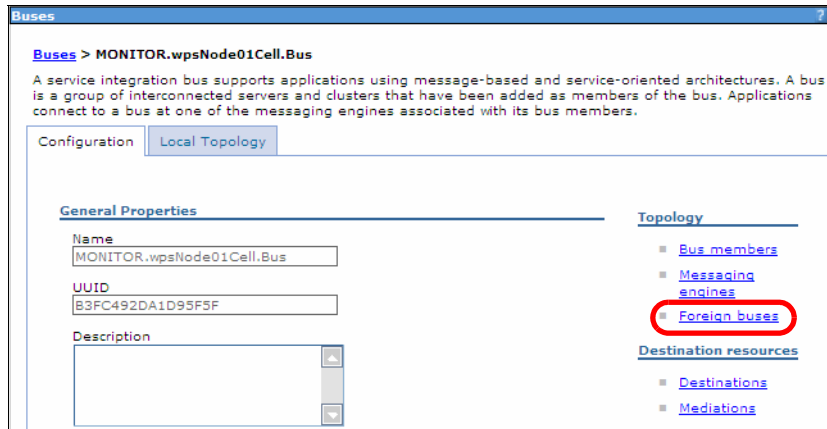 Buses
?
Buses > MONITOR.wpsNode01Cell.Bus
A service integration bus supports applications using message-based and service-oriented architectures. A bus
is a group of interconnected servers and clusters that have been added as members of the bus. Applications
connect to a bus at one of the messaging engines associated with its bus members.
Configuration
Local Topology
General Properties
Name
MONITOR.wpsNode01Cell.Bus
UUID
B3FC492DA1D95F5F
Description
Topology
Bus members
Messaging
engines
Foreign buses
Destination resources
Destinations
Mediations